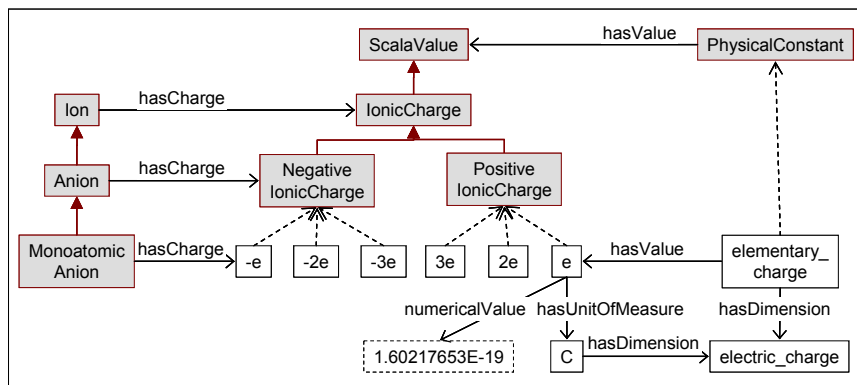 ScalaValue
hasValue
PhysicalConstant
Ion
hasCharge
IonicCharge
Anion
hasCharge
Negative
IonicCharge
Positive
IonicCharge
Monoatomic
Anion
hasCharge
-e
-2e
-3e
3e
2e
e
hasValue
elementary_
charge
numericalValue
hasUnitOfMeasure
hasDimension
1.60217653E-19
C
hasDimension
electric_charge